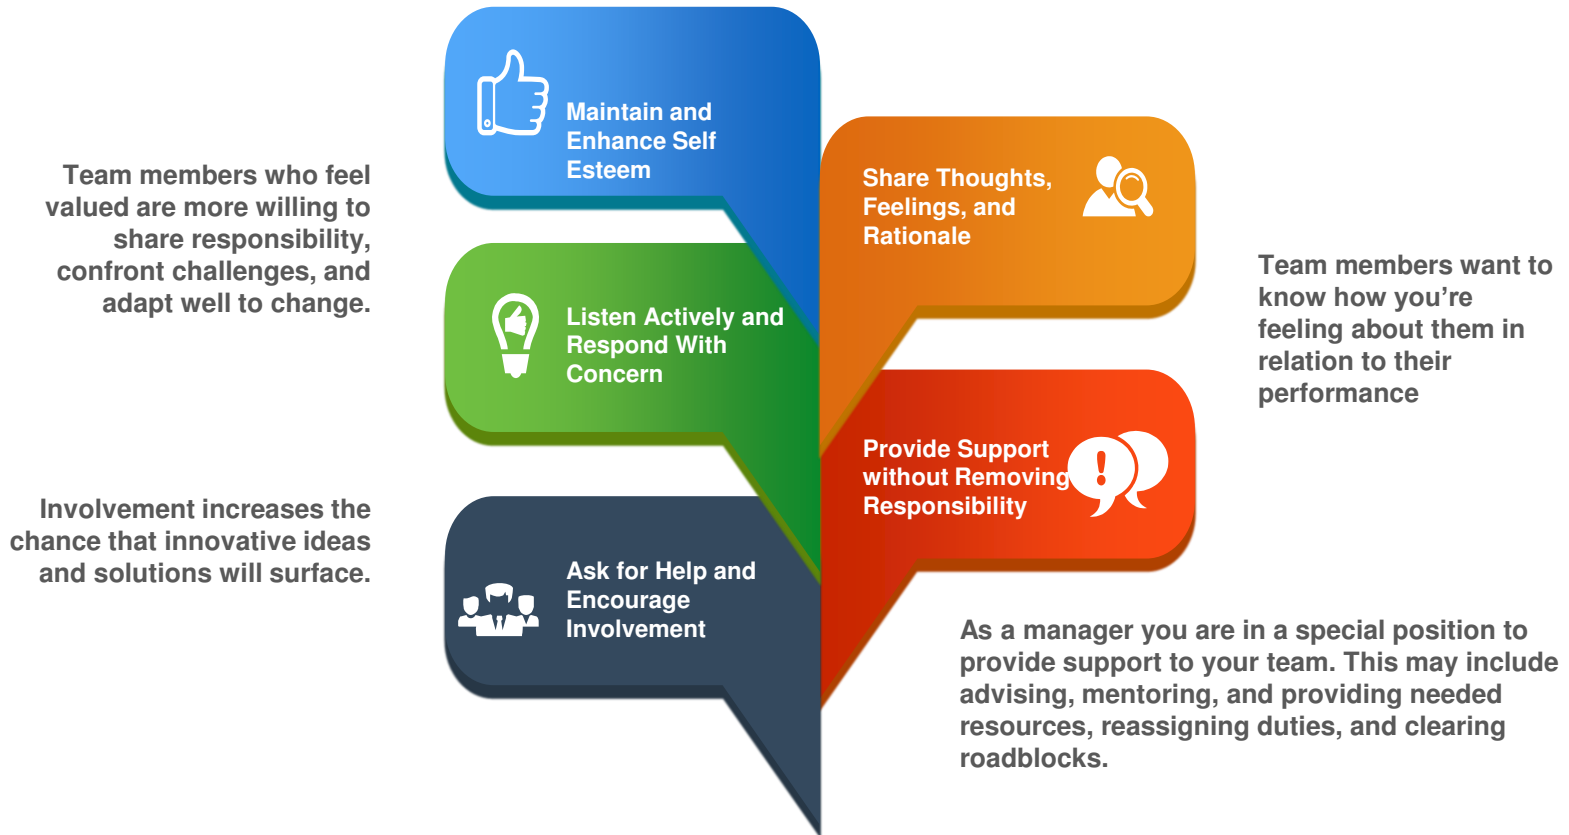 Maintain and
Enhance Self
Esteem
Team members who feel
valued are more willing to
share responsibility,
confront challenges, and
adapt well to change.
Share Thoughts,
Feelings, and
Rationale
Team members want to
know how you’re
feeling about them in
relation to their
performance
Listen Actively and
Respond With
Concern
Provide Support
without Removing
Responsibility
Involvement increases the
chance that innovative ideas
and solutions will surface.
Ask for Help and
Encourage
Involvement
As a manager you are in a special position to
provide support to your team. This may include
advising, mentoring, and providing needed
resources, reassigning duties, and clearing
roadblocks.